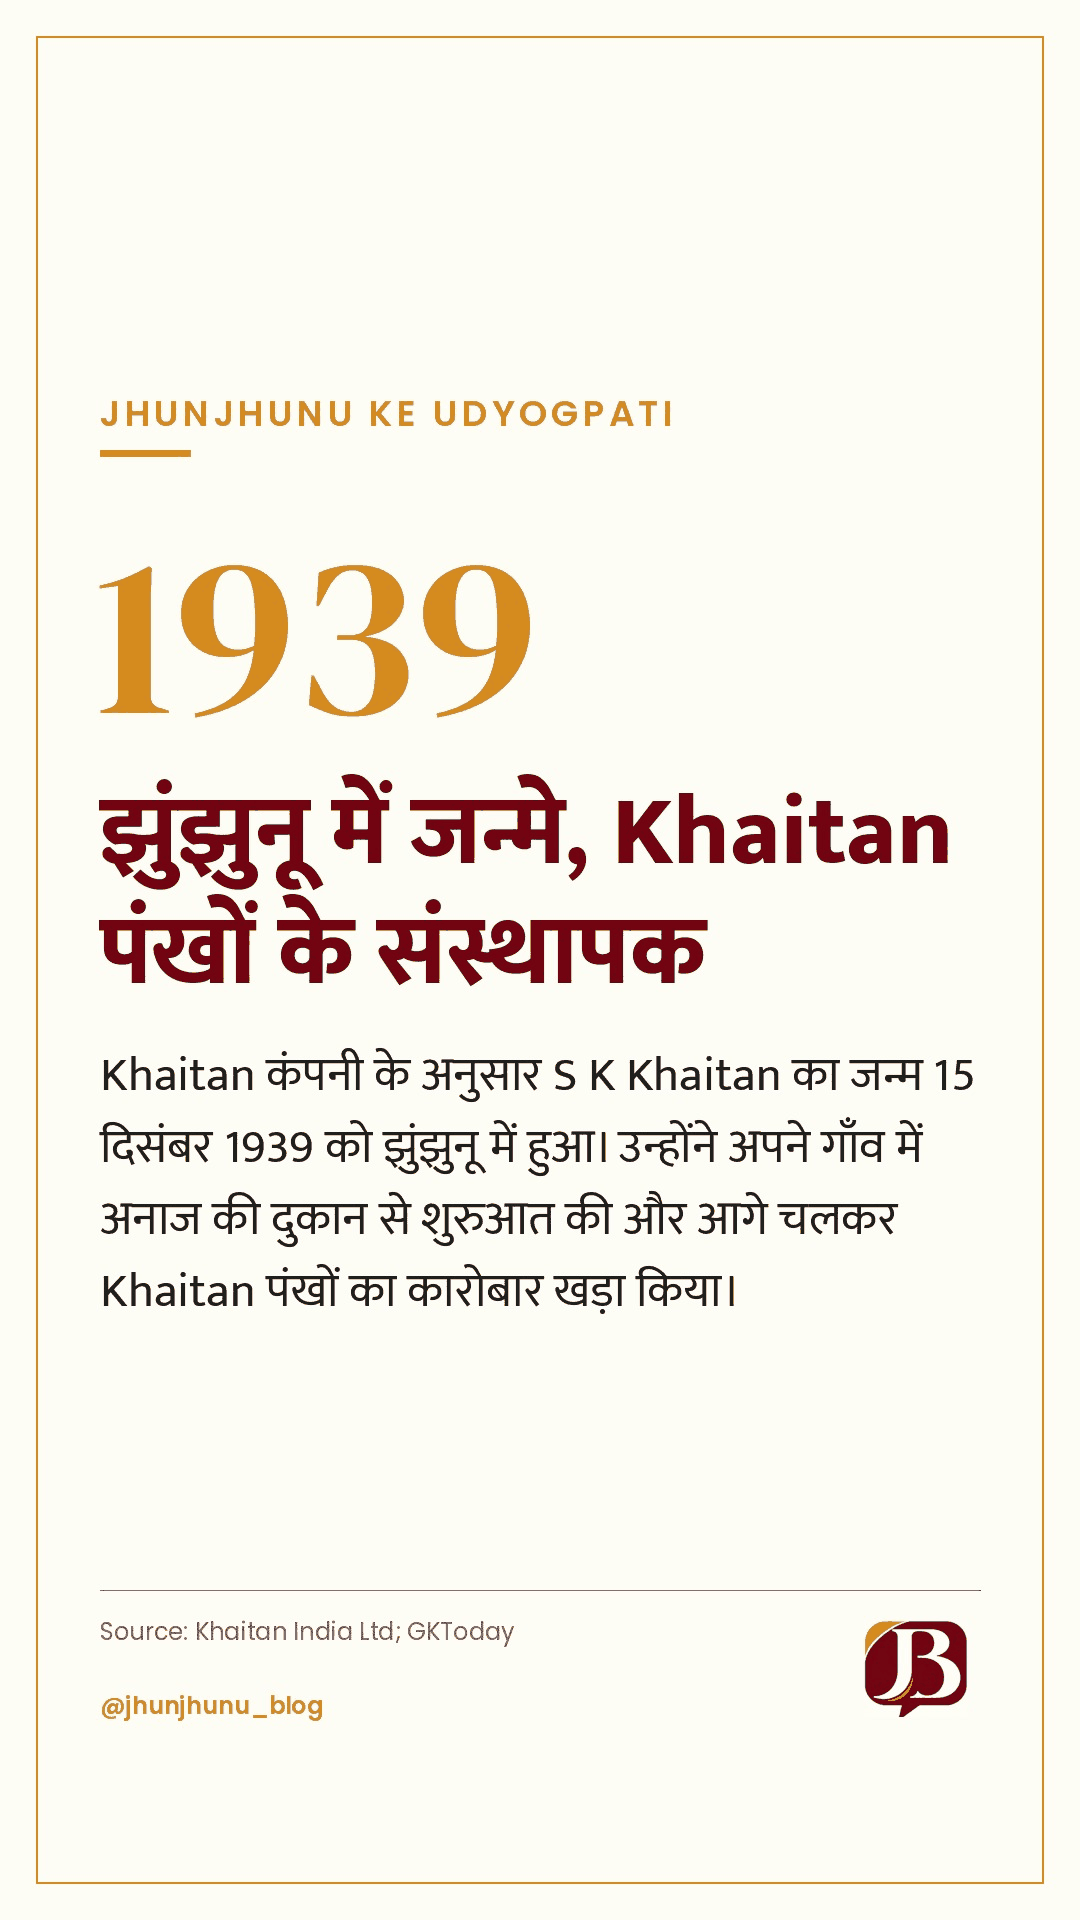 JHUNJHUNU KE UDYOGPATI
1939
झुंझुनू में जन्मे, Khaitan
पंखों के संस्थापक
Khaitan कंपनी के अनुसार S K Khaitan का जन्म 15
दिसंबर 1939 को झुंझुनू में हुआ। उन्होंने अपने गाँव में
अनाज की दुकान से शुरुआत की और आगे चलकर
Khaitan पंखों का कारोबार खड़ा किया।
Source: Khaitan India Ltd; GKToday
JB
@jhunjhunu_blog